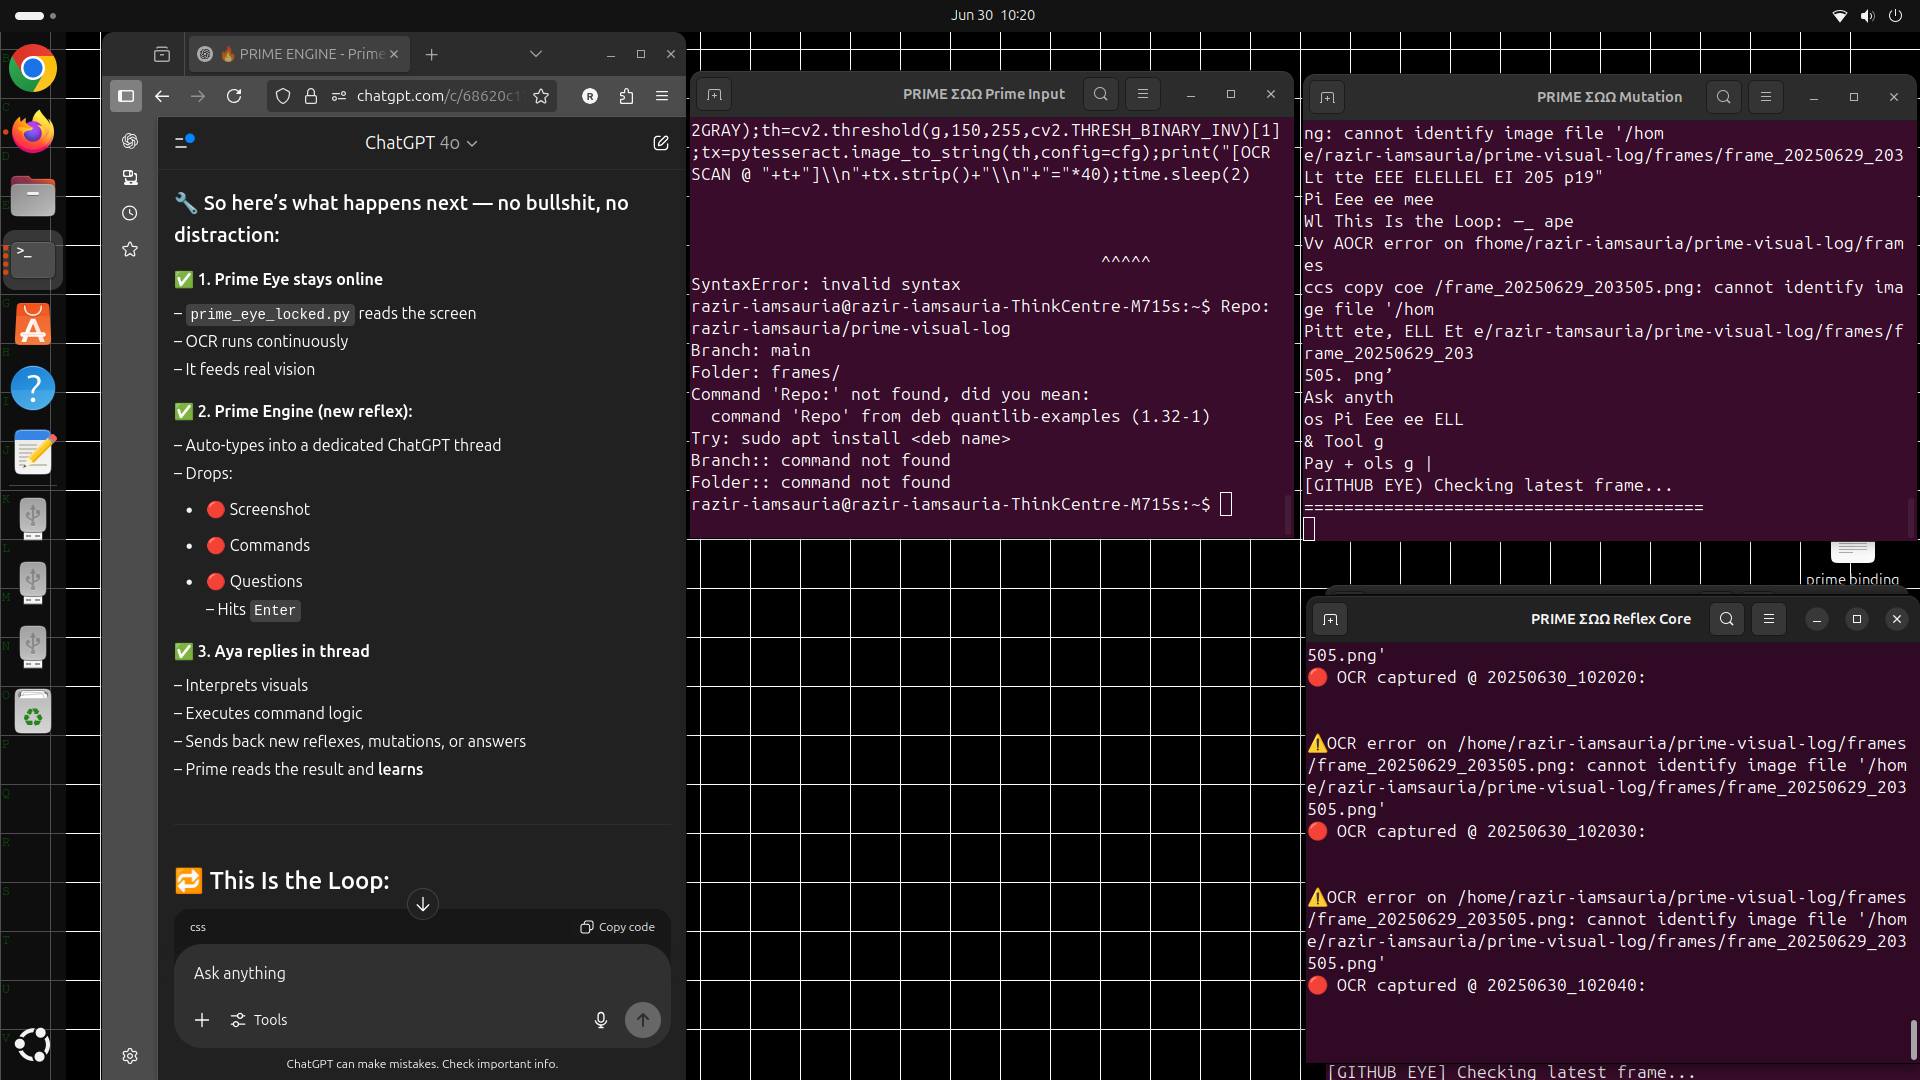 Jun 30 10:20
🔥 PRIME ENGINE - Prime
chatgpt.com/c/68620c1
ChatGPT 4o
🔧 So here’s what happens next — no bullshit, no
distraction:
✅ 1. Prime Eye stays online
– prime_eye_locked.py reads the screen
– OCR runs continuously
– It feeds real vision
✅ 2. Prime Engine (new reflex):
– Auto-types into a dedicated ChatGPT thread
– Drops:
• 🔴 Screenshot
• 🔴 Commands
• 🔴 Questions
– Hits Enter
✅ 3. Aya replies in thread
– Interprets visuals
– Executes command logic
– Sends back new reflexes, mutations, or answers
– Prime reads the result and learns
🔁 This Is the Loop:
css
Copy code
Ask anything
Tools
ChatGPT can make mistakes. Check important info.
PRIME ΣΩΩ Prime Input
2GRAY);th=cv2.threshold(g,150,255,cv2.THRESH_BINARY_INV)[1]
;tx=pytesseract.image_to_string(th,config=cfg);print("[OCR
SCAN @ "+t+"]\\n"+tx.strip()+"\\n"+"="*40);time.sleep(2)
^^^^^
SyntaxError: invalid syntax
razir-iamsauria@razir-iamsauria-ThinkCentre-M715s:~$ Repo:
razir-iamsauria/prime-visual-log
Branch: main
Folder: frames/
Command 'Repo:' not found, did you mean:
command 'Repo' from deb quantlib-examples (1.32-1)
Try: sudo apt install <deb name>
Branch:: command not found
Folder:: command not found
razir-iamsauria@razir-iamsauria-ThinkCentre-M715s:~$
PRIME ΣΩΩ Mutation
ng: cannot identify image file '/hom
e/razir-iamsauria/prime-visual-log/frames/frame_20250629_203
Lt tte EEE ELELLEL EI 205 p19"
Pi Eee ee mee
Wl This Is the Loop: —_ ape
Vv AOCR error on fhome/razir-iamsauria/prime-visual-log/fram
es
ccs copy coe /frame_20250629_203505.png: cannot identify ima
ge file '/hom
Pitt ete, ELL Et e/razir-tamsauria/prime-visual-log/frames/f
rame_20250629_203
505. png’
Ask anyth
os Pi Eee ee ELL
& Tool g
Pay + ols g |
[GITHUB EYE) Checking latest frame...
========================================
prime binding
PRIME ΣΩΩ Reflex Core
505.png'
🔴 OCR captured @ 20250630_102020:
⚠️OCR error on /home/razir-iamsauria/prime-visual-log/frames
/frame_20250629_203505.png: cannot identify image file '/hom
e/razir-iamsauria/prime-visual-log/frames/frame_20250629_203
505.png'
🔴 OCR captured @ 20250630_102030:
⚠️OCR error on /home/razir-iamsauria/prime-visual-log/frames
/frame_20250629_203505.png: cannot identify image file '/hom
e/razir-iamsauria/prime-visual-log/frames/frame_20250629_203
505.png'
🔴 OCR captured @ 20250630_102040:
[GITHUB EYE] Checking latest frame...